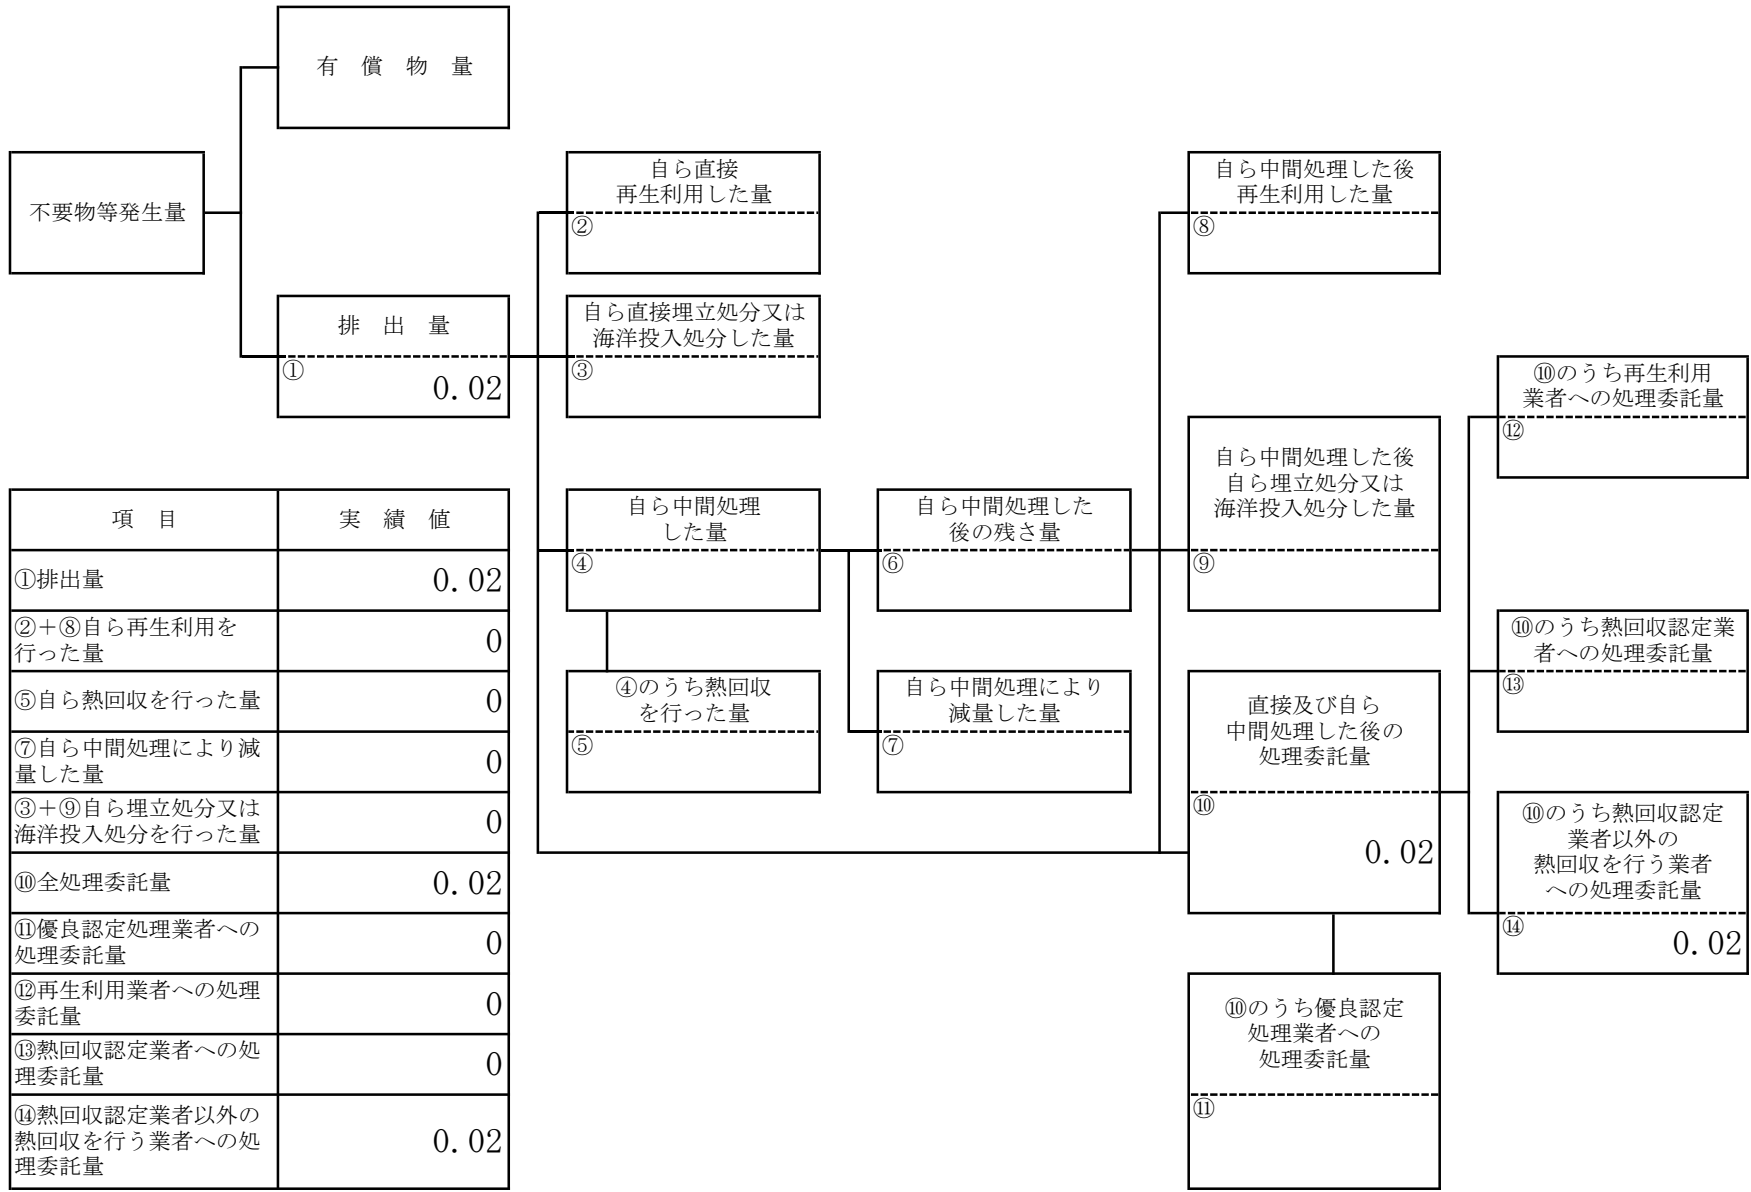 有 償 物 量
不要物等発生量
排 出 量
①
0.02
自ら直接
再生利用した量
②
自ら直接埋立処分又は
海洋投入処分した量
③
自ら中間処理
した量
④
④のうち熱回収
を行った量
⑤
自ら中間処理した
後の残さ量
⑥
自ら中間処理により
減量した量
⑦
自ら中間処理した後
再生利用した量
⑧
自ら中間処理した後
自ら埋立処分又は
海洋投入処分した量
⑨
直接及び自ら
中間処理した後の
処理委託量
⑩
0.02
⑩のうち優良認定
処理業者への
処理委託量
⑪
⑩のうち再生利用
業者への処理委託量
⑫
⑩のうち熱回収認定業
者への処理委託量
⑬
⑩のうち熱回収認定
業者以外の
熱回収を行う業者
への処理委託量
⑭
0.02
項 目
実 績 値
①排出量
0.02
②+⑧自ら再生利用を
行った量
0
⑤自ら熱回収を行った量
0
⑦自ら中間処理により減
量した量
0
③+⑨自ら埋立処分又は
海洋投入処分を行った量
0
⑩全処理委託量
0.02
⑪優良認定処理業者への
処理委託量
0
⑫再生利用業者への処理
委託量
0
⑬熱回収認定業者への処
理委託量
0
⑭熱回収認定業者以外の
熱回収を行う業者への処
理委託量
0.02